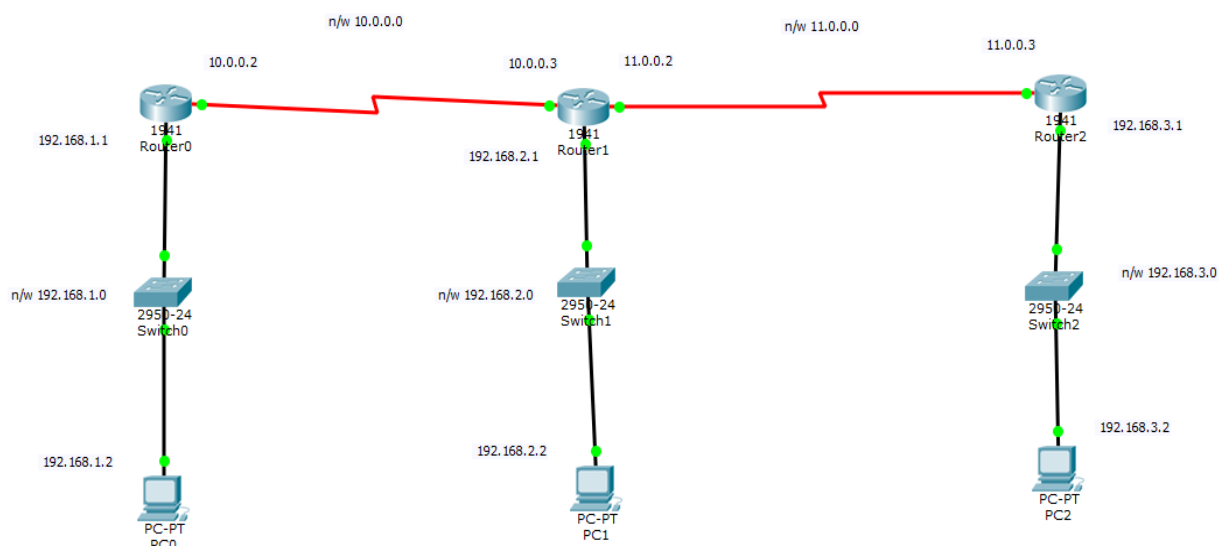 n/w 10.0.0.0
n/w 11.0.0.0
10.0.0.2
10.0.0.3
11.0.0.2
11.0.0.3
1941
Router0
1941
Router1
1941
Router2
192.168.1.1
192.168.2.1
192.168.3.1
n/w 192.168.1.0
2950-24
Switch0
n/w 192.168.2.0
2950-24
Switch1
n/w 192.168.3.0
2950-24
Switch2
192.168.1.2
192.168.2.2
192.168.3.2
PC-PT
PC0
PC-PT
PC1
PC-PT
PC2